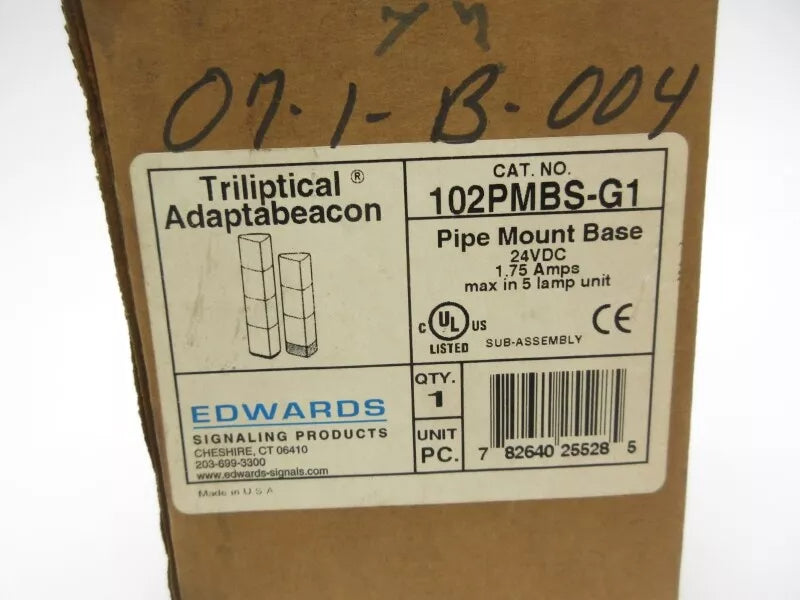 07-1-B-004
Triliptical ®
Adaptabeacon
CAT. NO.
102PMBS-G1
Pipe Mount Base
24VDC
1.75 Amps
max in 5 lamp unit
C UL US
LISTED
SUB-ASSEMBLY
CE
EDWARDS
SIGNALING PRODUCTS
CHESHIRE, CT 06410
203-699-3300
www.edwards-signals.com
QTY.
1
UNIT
PC.
7 82640 25528 5
Made in U.S.A